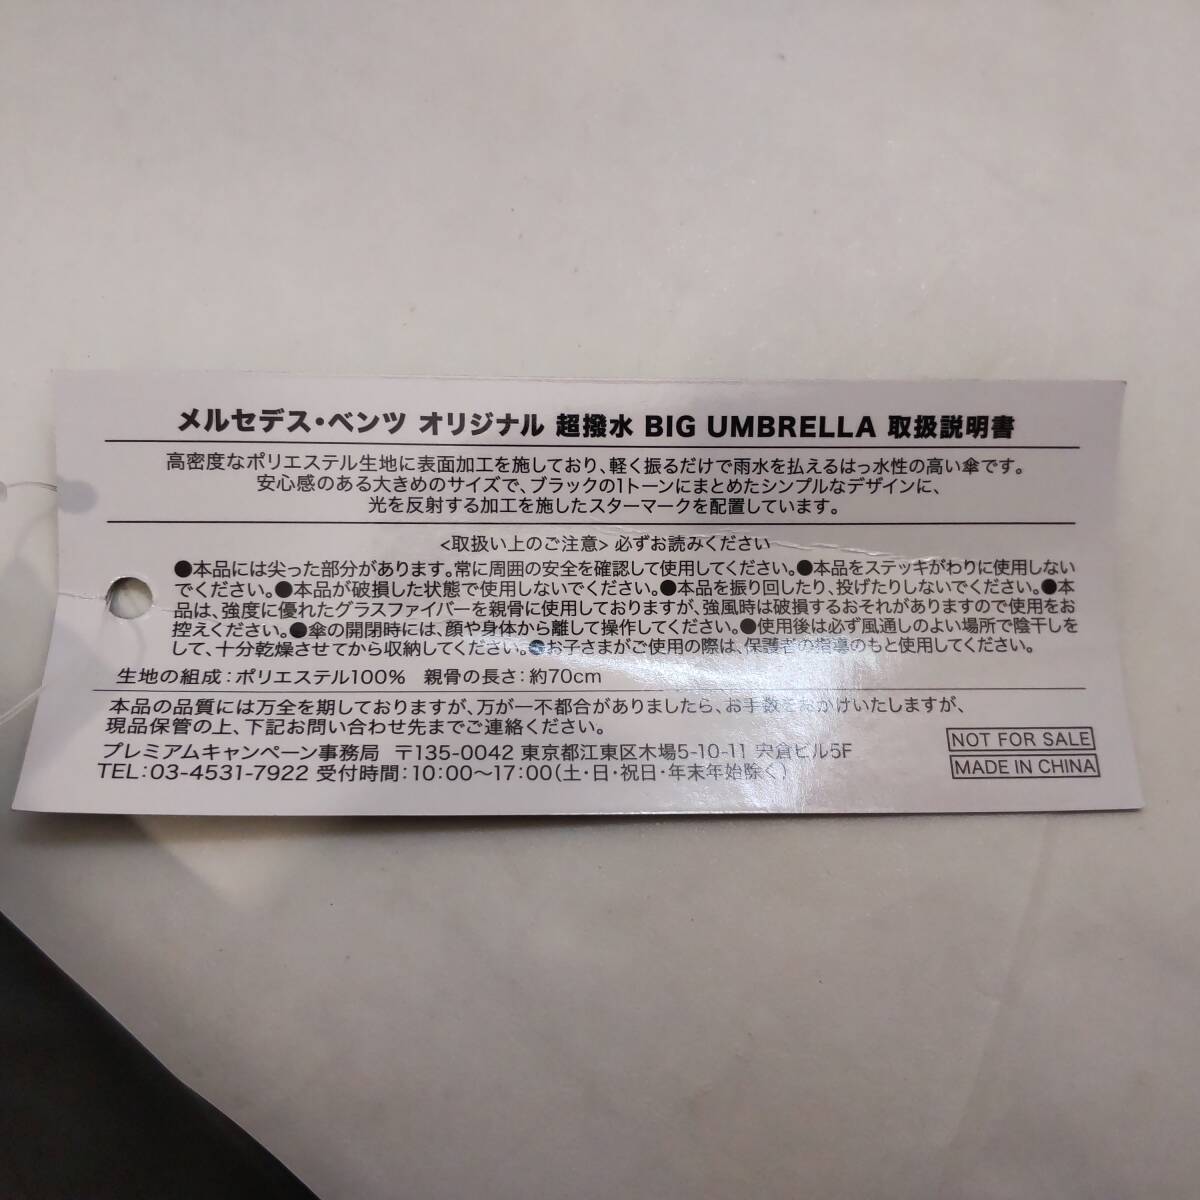 メルセデス・ベンツ オリジナル 超撥水 BIG UMBRELLA 取扱説明書
高密度なポリエステル生地に表面加工を施しており、軽く振るだけで雨水を払えるはっ水性の高い傘です。
安心感のある大きめのサイズで、ブラックの1トーンにまとめたシンプルなデザインに、
光を反射する加工を施したスターマークを配置しています。
<取扱い上のご注意> 必ずお読みください
●本品には尖った部分があります。常に周囲の安全を確認して使用してください。●本品をステッキがわりに使用しない
でください。●本品が破損した状態で使用しないでください。●本品を振り回したり、投げたりしないでください。●本
品は、強度に優れたグラスファイバーを親骨に使用しておりますが、強風時は破損するおそれがありますので使用をお
控えください。●傘の開閉時には、顔や身体から離して操作してください。●使用後は必ず風通しのよい場所で陰干しを
して、十分乾燥させてから収納してください。●お子さまがご使用の際は、保護者の指導のもと使用してください。
生地の組成：ポリエステル100%　親骨の長さ：約70cm
本品の品質には万全を期しておりますが、万が一不都合がありましたら、お手数をおかけいたしますが、
現品保管の上、下記お問い合わせ先までご連絡ください。
プレミアムキャンペーン事務局　〒135-0042 東京都江東区木場5-10-11 宍倉ビル5F
TEL：03-4531-7922 受付時間：10:00〜17:00（土・日・祝日・年末年始除く）
NOT FOR SALE
MADE IN CHINA